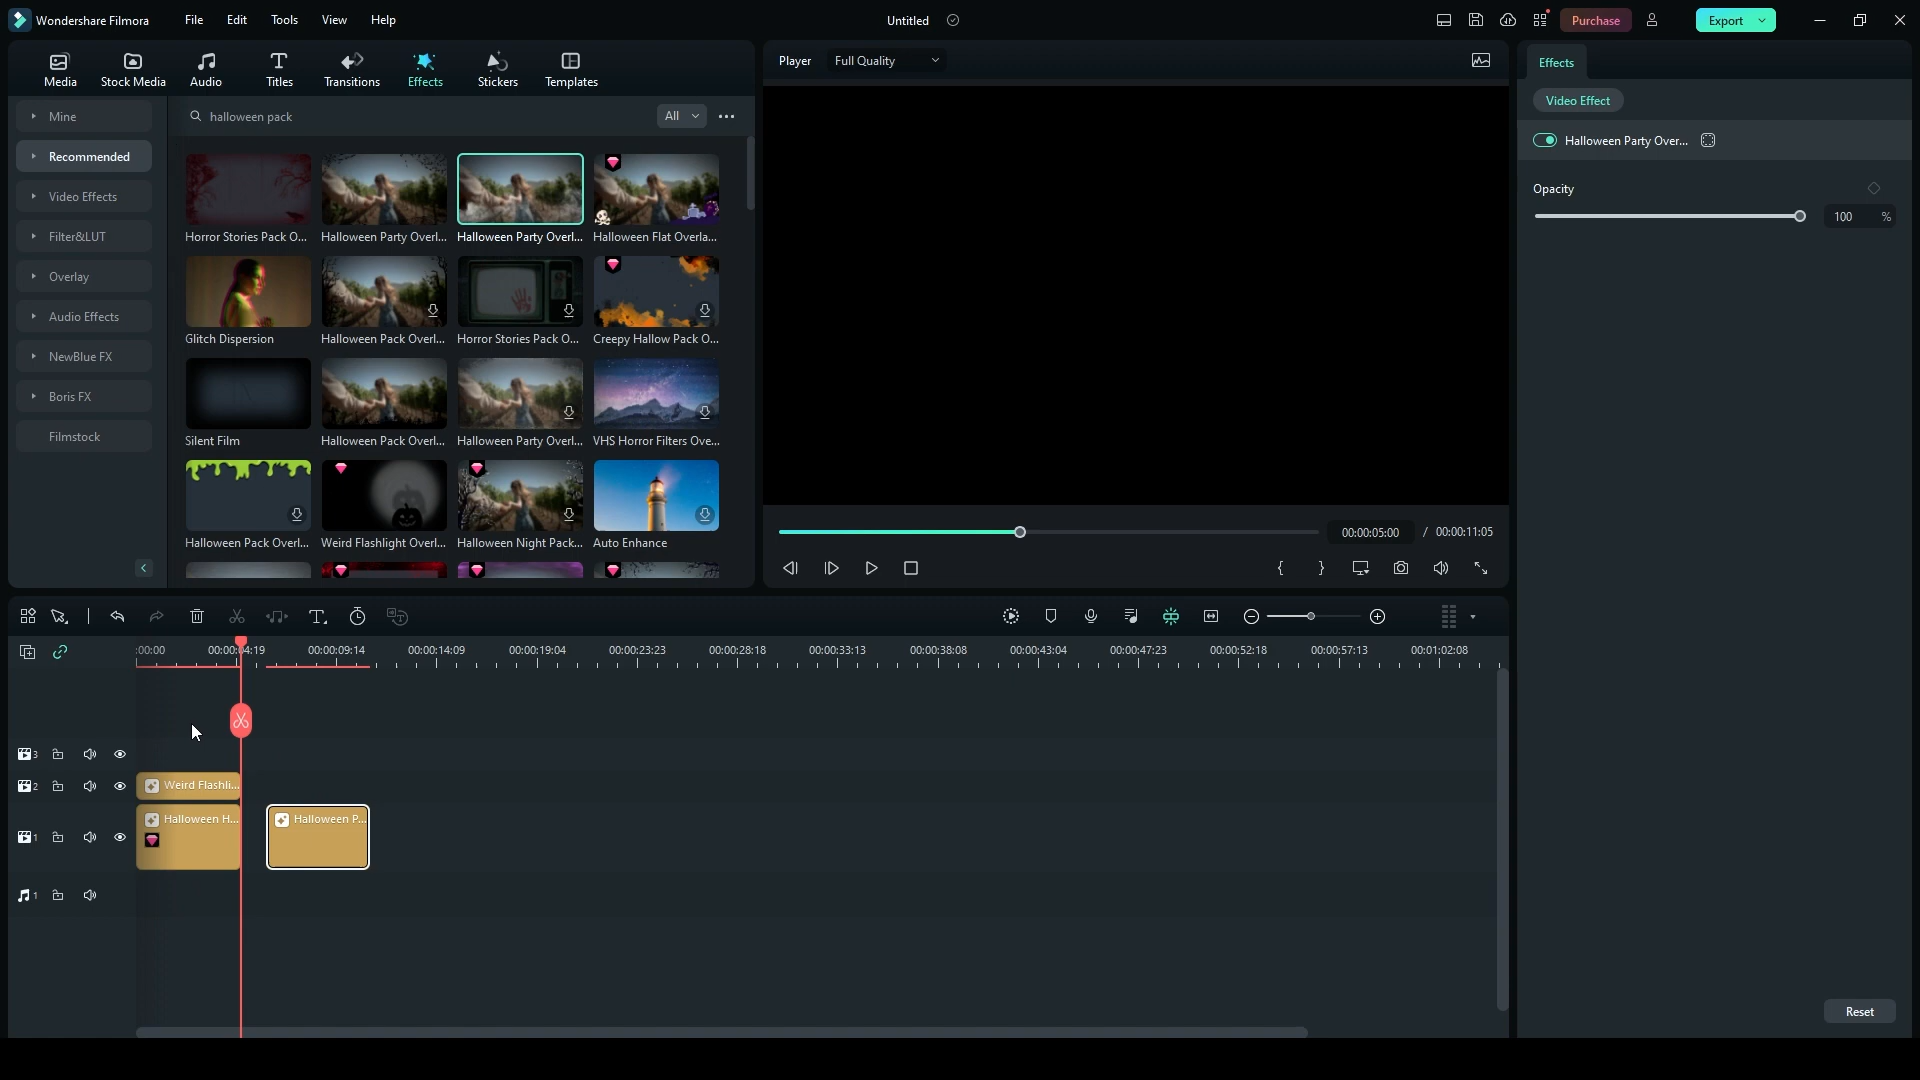 Wondershare Filmora
File Edit Tools View Help
Untitled
Purchase
Export
Media Stock Media Audio Titles Transitions Effects Stickers Templates
Player Full Quality
Effects
Video Effect
Halloween Party Over...
Opacity
100 %
Reset
Mine
Recommended
Video Effects
Filter&LUT
Overlay
Audio Effects
NewBlue FX
Boris FX
Filmstock
halloween pack
All
Horror Stories Pack O... Halloween Party Overl... Halloween Party Overl... Halloween Flat Overla...
Glitch Dispersion Halloween Pack Overl... Horror Stories Pack O... Creepy Hallow Pack O...
Silent Film Halloween Pack Overl... Halloween Party Overl... VHS Horror Filters Ove...
Halloween Pack Overl... Weird Flashlight Overl... Halloween Night Pack... Auto Enhance
00:00:05:00 / 00:00:11:05
:00:00 00:00:04:19 00:00:09:14 00:00:14:09 00:00:19:04 00:00:23:23 00:00:28:18 00:00:33:13 00:00:38:08 00:00:43:04 00:00:47:23 00:00:52:18 00:00:57:13 00:01:02:08
3
2 Weird Flashli...
1 Halloween H... Halloween P...
1